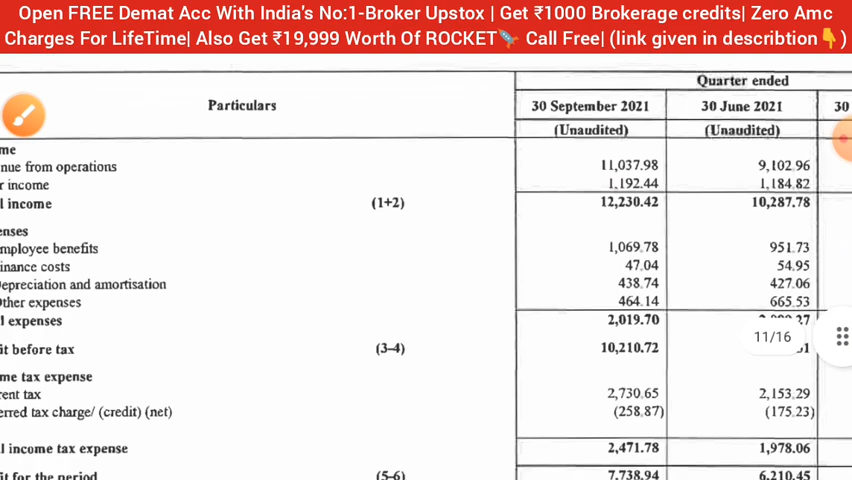 Open FREE Demat Acc With India's No:1-Broker Upstox | Get ₹1000 Brokerage credits| Zero Amc
Charges For LifeTime| Also Get ₹19,999 Worth Of ROCKET🚀 Call Free| (link given in describtion👇)
Quarter ended
Particulars 30 September 2021 30 June 2021 30
(Unaudited) (Unaudited)
me
nue from operations 11,037.98 9,102.96
r income 1,192.44 1,184.82
l income (1+2) 12,230.42 10,287.78
enses
mployee benefits 1,069.78 951.73
inance costs 47.04 54.95
epreciation and amortisation 438.74 427.06
ther expenses 464.14 665.53
l expenses 2,019.70
11/16
it before tax (3-4) 10,210.72
me tax expense
rent tax 2,730.65 2,153.29
erred tax charge/ (credit) (net) (258.87) (175.23)
l income tax expense 2,471.78 1,978.06
it for the period (5-6) 7,738.94 6,210.45